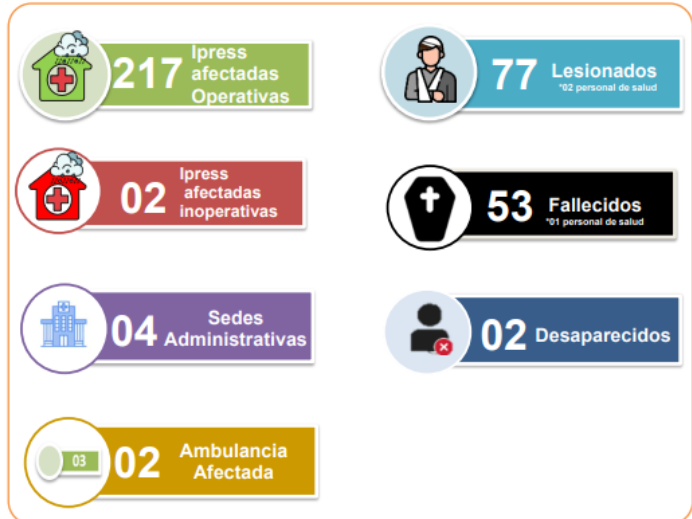 217 Ipress
afectadas
Operativas
02 Ipress
afectadas
inoperativas
04 Sedes
Administrativas
03
02 Ambulancia
Afectada
77 Lesionados
*02 personal de salud
53 Fallecidos
*01 personal de salud
02 Desaparecidos